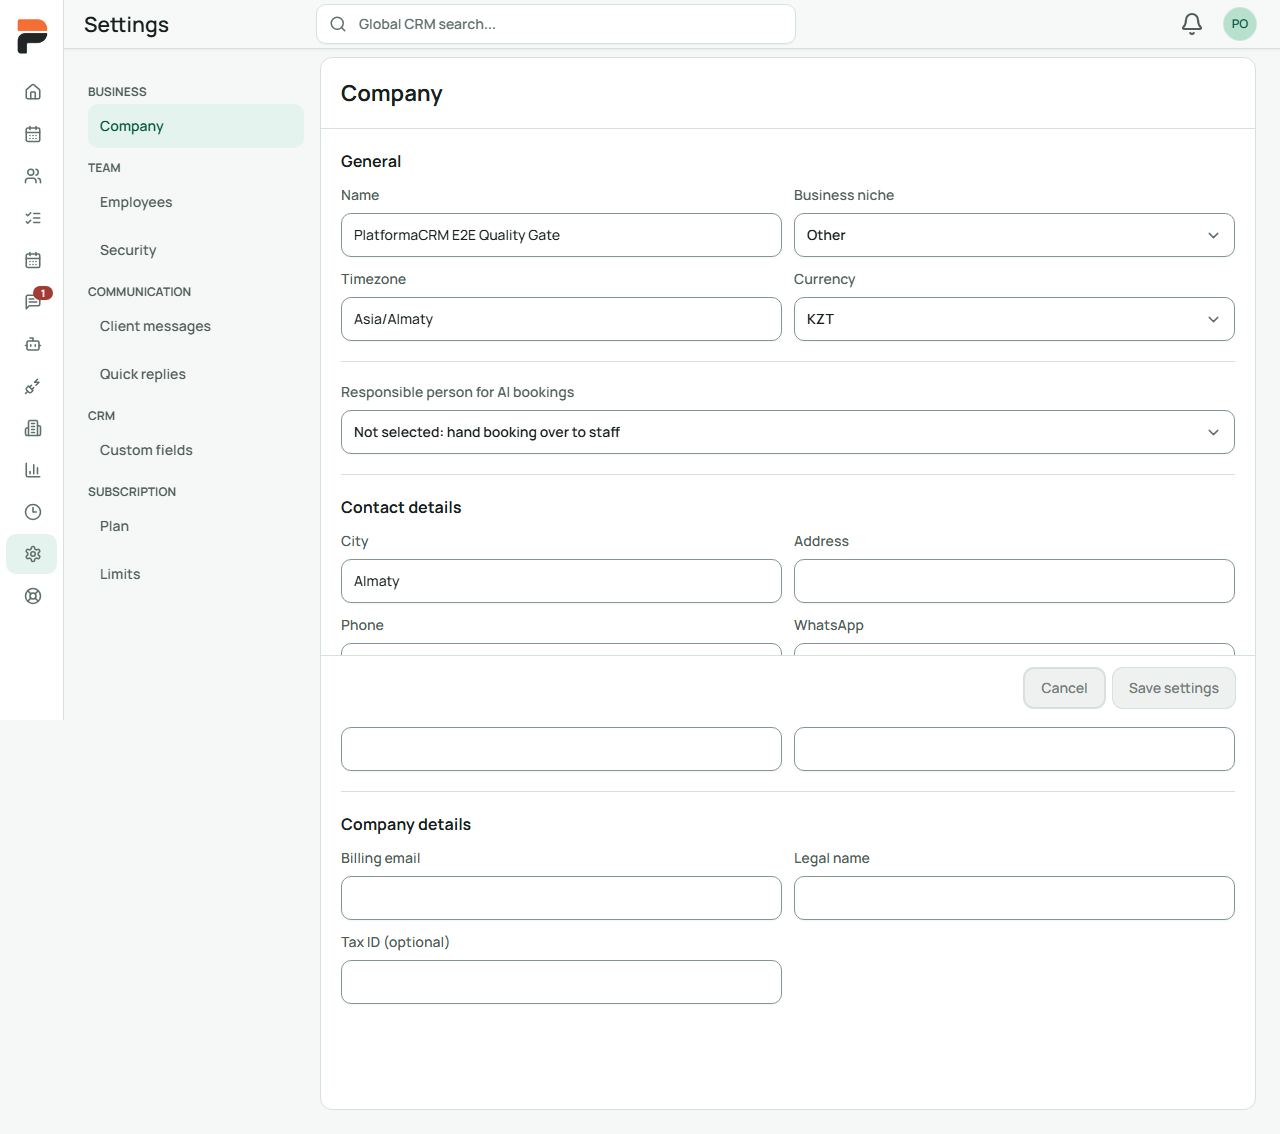 Settings
Global CRM search...
PO
BUSINESS
Company
TEAM
Employees
Security
COMMUNICATION
Client messages
Quick replies
CRM
Custom fields
SUBSCRIPTION
Plan
Limits
1
Company
General
Name
Business niche
PlatformaCRM E2E Quality Gate
Other
Timezone
Currency
Asia/Almaty
KZT
Responsible person for AI bookings
Not selected: hand booking over to staff
Contact details
City
Address
Almaty
Phone
WhatsApp
Cancel
Save settings
Company details
Billing email
Legal name
Tax ID (optional)